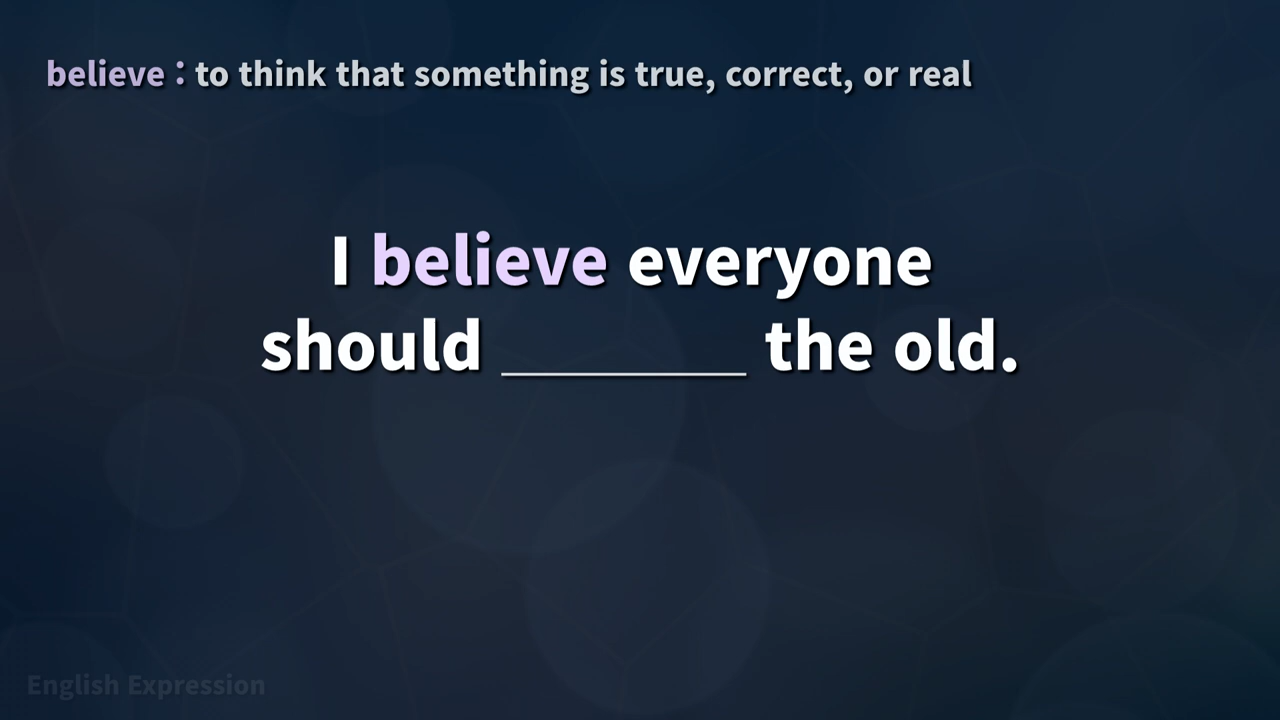 believe : to think that something is true, correct, or real
I believe everyone
should ________ the old.
English Expression